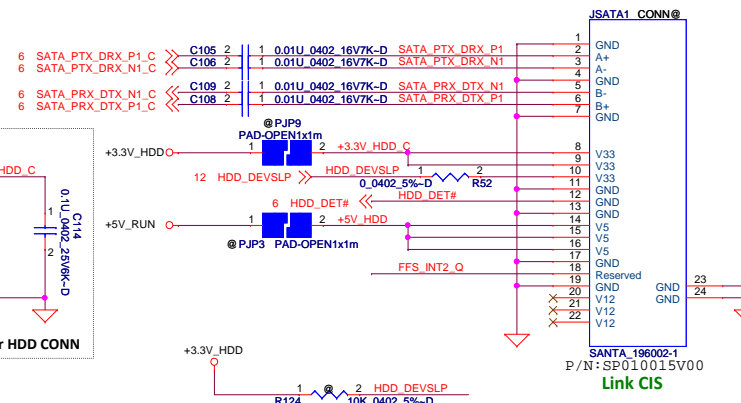 JSATA1 CONN@
6 SATA_PTX_DRX_P1_C C105 2 1 0.01U_0402_16V7K~D SATA_PTX_DRX_P1
6 SATA_PTX_DRX_N1_C C106 2 1 0.01U_0402_16V7K~D SATA_PTX_DRX_N1
6 SATA_PRX_DTX_N1_C C109 2 1 0.01U_0402_16V7K~D SATA_PRX_DTX_N1
6 SATA_PRX_DTX_P1_C C108 2 1 0.01U_0402_16V7K~D SATA_PRX_DTX_P1
1 GND
2 A+
3 A-
4 GND
5 B-
6 B+
7 GND
@PJP9
PAD-OPEN1x1m
+3.3V_HDD 1 2 +3.3V_HDD_C
8 V33
9 V33
10 V33
12 HDD_DEVSLP HDD_DEVSLP 1 2
0_0402_5%~D R52
6 HDD_DET# HDD_DET#
11 GND
12 GND
13 GND
+5V_RUN 1 2 +5V_HDD
@PJP3 PAD-OPEN1x1m
14 V5
15 V5
16 V5
17 GND
FFS_INT2_Q 18 Reserved
19 GND GND 23
20 V12 GND 24
21 V12
22 V12
HDD_C
1
2
C114
0.1U_0402_25V6K~D
r HDD CONN
SANTA_196002-1
P/N:SP010015V00
Link CIS
+3.3V_HDD
1 @ 2 HDD_DEVSLP
R124 10K_0402_5%~D